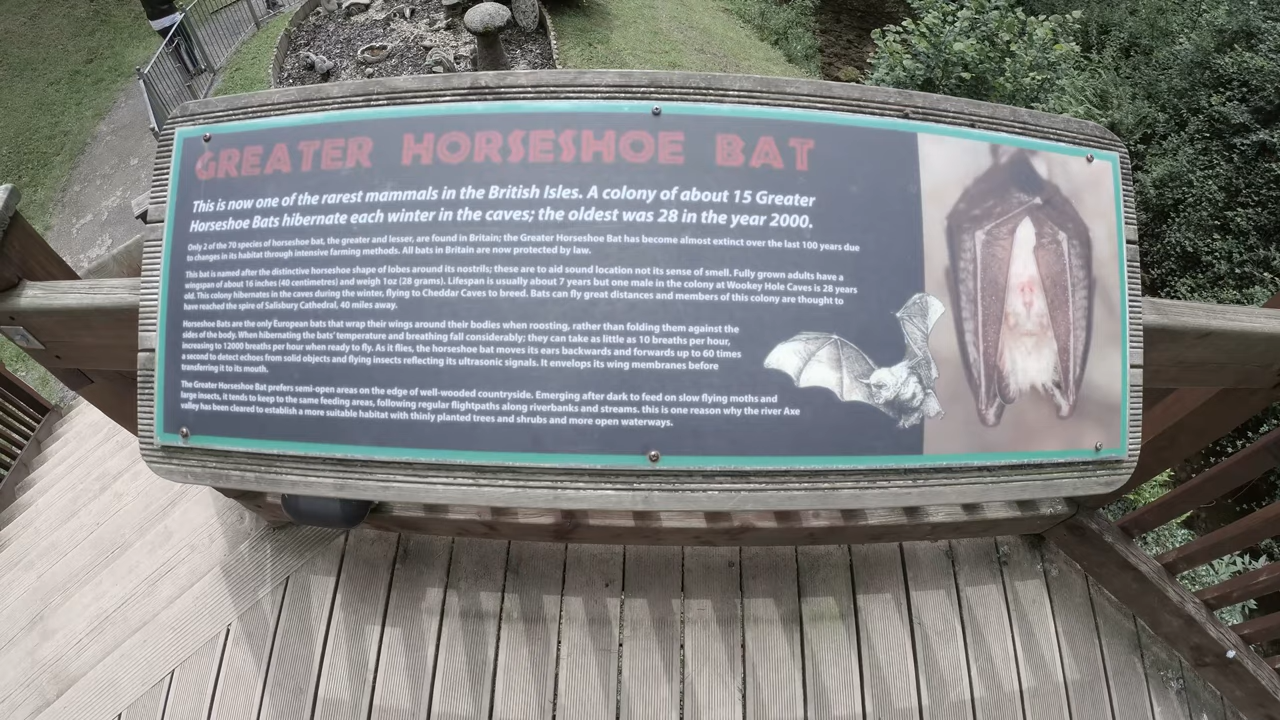 GREATER HORSESHOE BAT
This is now one of the rarest mammals in the British Isles. A colony of about 15 Greater
Horseshoe Bats hibernate each winter in the caves; the oldest was 28 in the year 2000.
Only 2 of the 70 species of horseshoe bat, the greater and lesser, are found in Britain; the Greater Horseshoe Bat has become almost extinct over the last 100 years due
to changes in its habitat through intensive farming methods. All bats in Britain are now protected by law.
This bat is named after the distinctive horseshoe shape of lobes around its nostrils; these are to aid sound location not its sense of smell. Fully grown adults have a
wingspan of about 16 inches (40 centimetres) and weigh 1oz (28 grams). Lifespan is usually about 7 years but one male in the colony at Wookey Hole Caves is 28 years
old. This colony hibernates in the caves during the winter, flying to Cheddar Caves to breed. Bats can fly great distances and members of this colony are thought to
have reached the spire of Salisbury Cathedral, 40 miles away.
Horseshoe Bats are the only European bats that wrap their wings around their bodies when roosting, rather than folding them against the
sides of the body. When hibernating the bats' temperature and breathing fall considerably; they can take as little as 10 breaths per hour,
increasing to 12000 breaths per hour when ready to fly. As it flies, the horseshoe bat moves its ears backwards and forwards up to 60 times
a second to detect echoes from solid objects and flying insects reflecting its ultrasonic signals. It envelops its wing membranes before
transferring it to its mouth.
The Greater Horseshoe Bat prefers semi-open areas on the edge of well-wooded countryside. Emerging after dark to feed on slow flying moths and
large insects, it tends to keep to the same feeding areas, following regular flightpaths along riverbanks and streams. this is one reason why the river Axe
valley has been cleared to establish a more suitable habitat with thinly planted trees and shrubs and more open waterways.